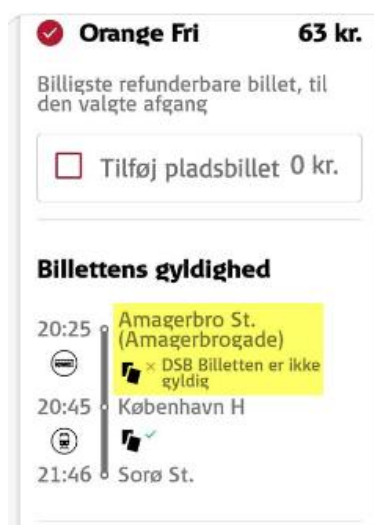 Orange Fri 63 kr.
Billigste refunderbare billet, til
den valgte afgang
Tilføj pladsbillet 0 kr.
Billettens gyldighed
20:25 Amagerbro St.
(Amagerbrogade)
× DSB Billetten er ikke
gyldig
20:45 København H
21:46 Sorø St.